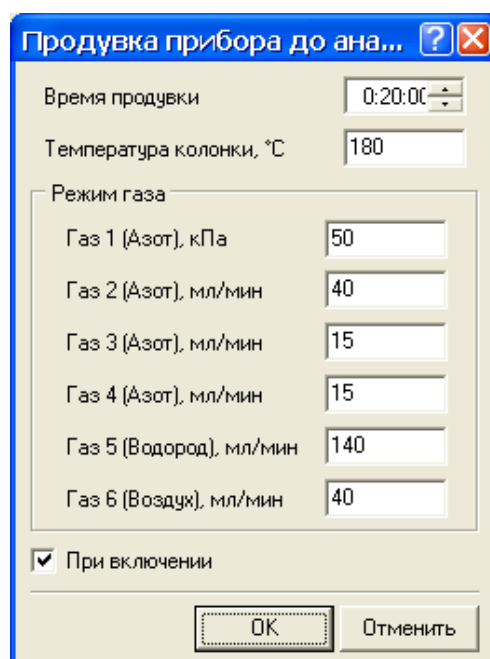 Продувка прибора до ана...
Время продувки 0:20:00
Температура колонки, °C 180
Режим газа
Газ 1 (Азот), кПа 50
Газ 2 (Азот), мл/мин 40
Газ 3 (Азот), мл/мин 15
Газ 4 (Азот), мл/мин 15
Газ 5 (Водород), мл/мин 140
Газ 6 (Воздух), мл/мин 40
При включении
OK Отменить